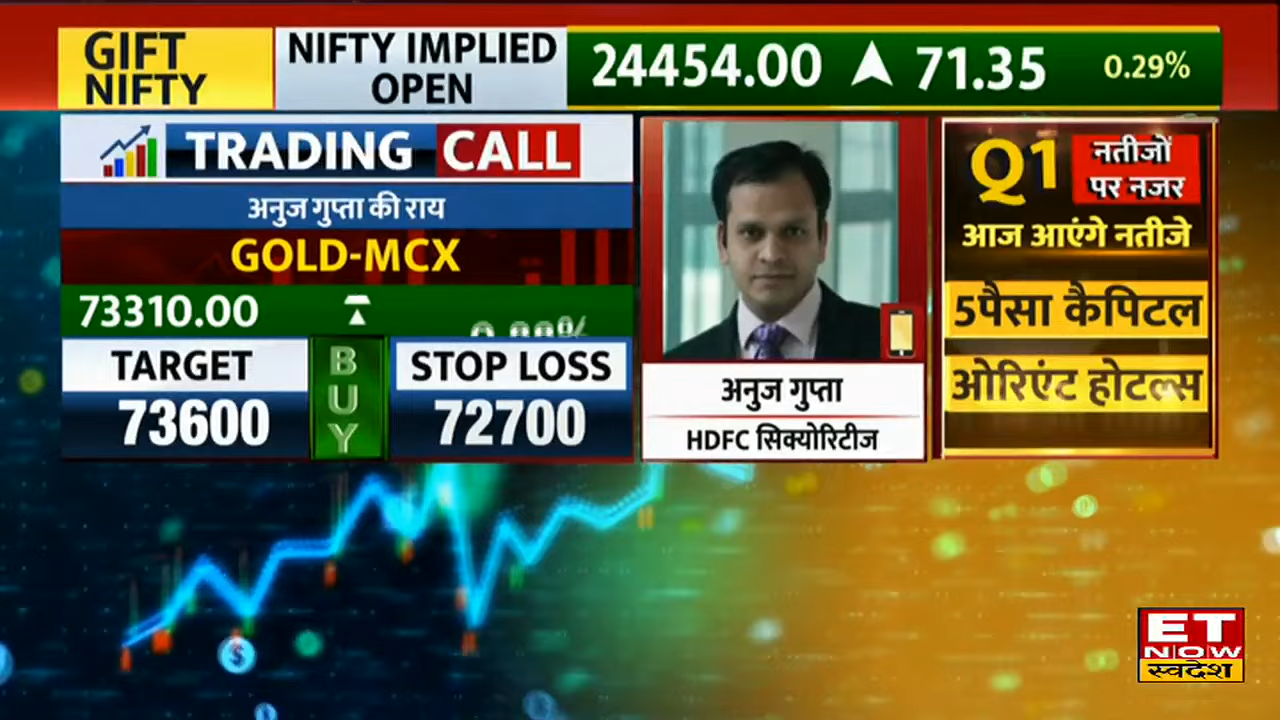 GIFT
NIFTY
NIFTY IMPLIED
OPEN
24454.00 71.35 0.29%
TRADING CALL
अनुज गुप्ता की राय
GOLD-MCX
73310.00
TARGET
73600
BUY
STOP LOSS
72700
अनुज गुप्ता
HDFC सिक्योरिटीज
Q1 नतीजों
पर नजर
आज आएंगे नतीजे
5पैसा कैपिटल
ओरिएंट होटल्स
ET
NOW
स्वदेश